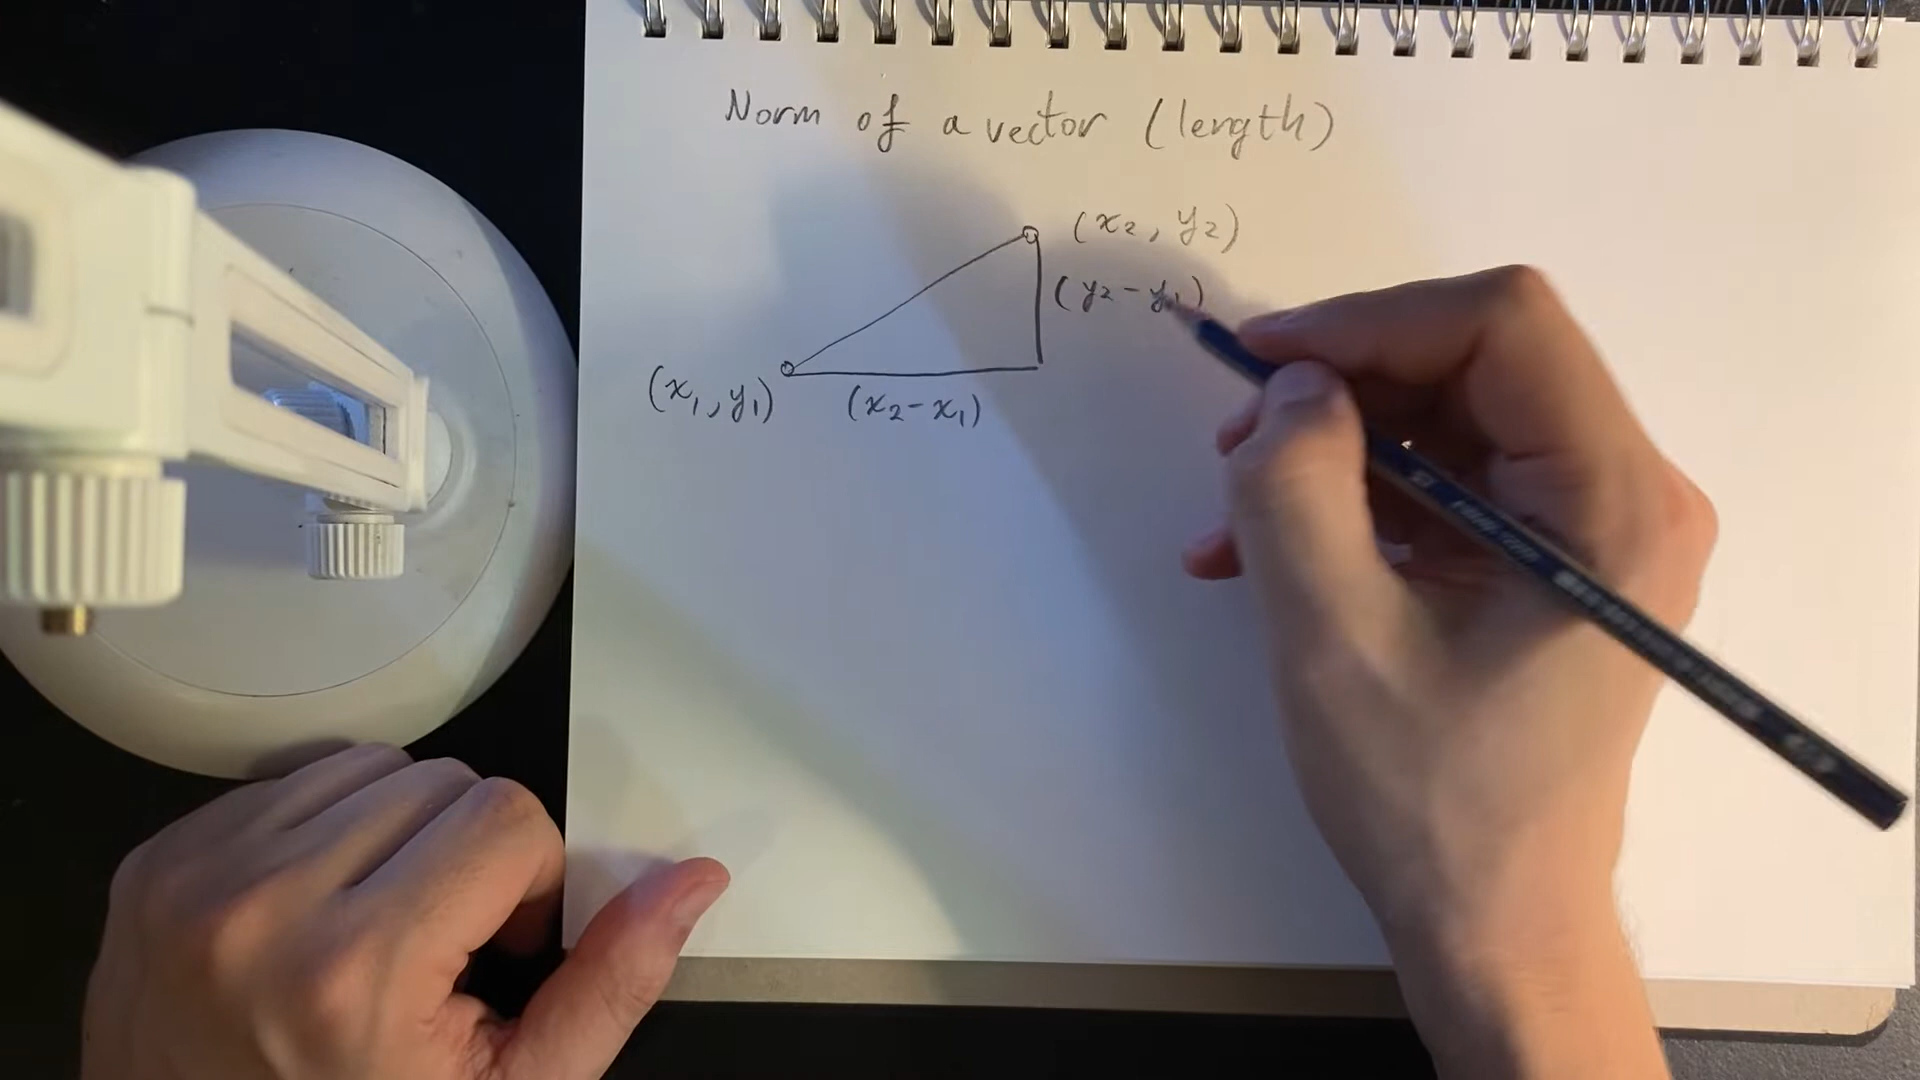 Norm of a vector (length)
(x₂, y₂)
(y₂-y₁)
(x₁, y₁)
(x₂-x₁)